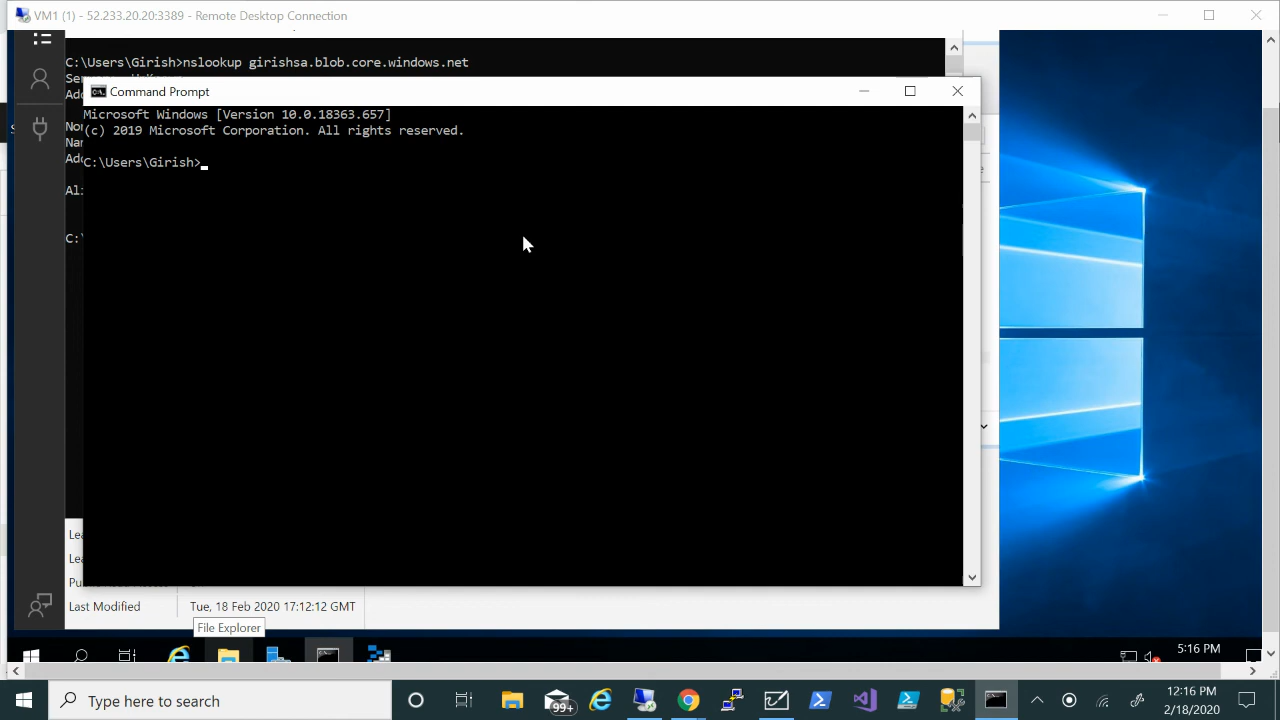 VM1 (1) - 52.233.20.20:3389 - Remote Desktop Connection
C:\Users\Girish>nslookup girishsa.blob.core.windows.net
Command Prompt
Microsoft Windows [Version 10.0.18363.657]
(c) 2019 Microsoft Corporation. All rights reserved.
C:\Users\Girish>
Last Modified
Tue, 18 Feb 2020 17:12:12 GMT
File Explorer
5:16 PM
Type here to search
99+
12:16 PM
2/18/2020